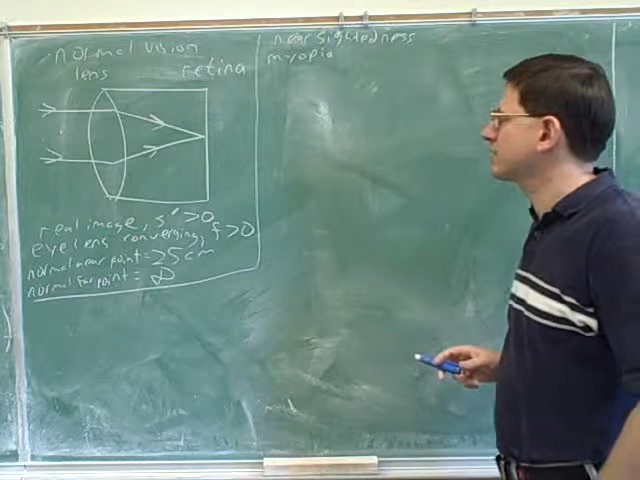 normal vision
lens
retina
real image, s' > 0
eye lens converging, f > 0
normal near point = 25 cm
normal far point = ∞
near sightedness
myopia